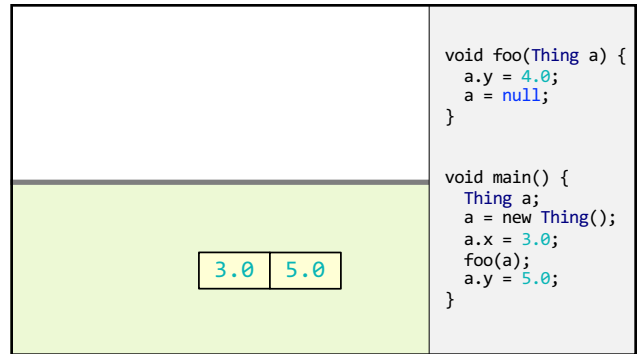 void foo(Thing a) {
  a.y = 4.0;
  a = null;
}
void main() {
  Thing a;
  a = new Thing();
  a.x = 3.0;
  foo(a);
  a.y = 5.0;
}
3.0 5.0